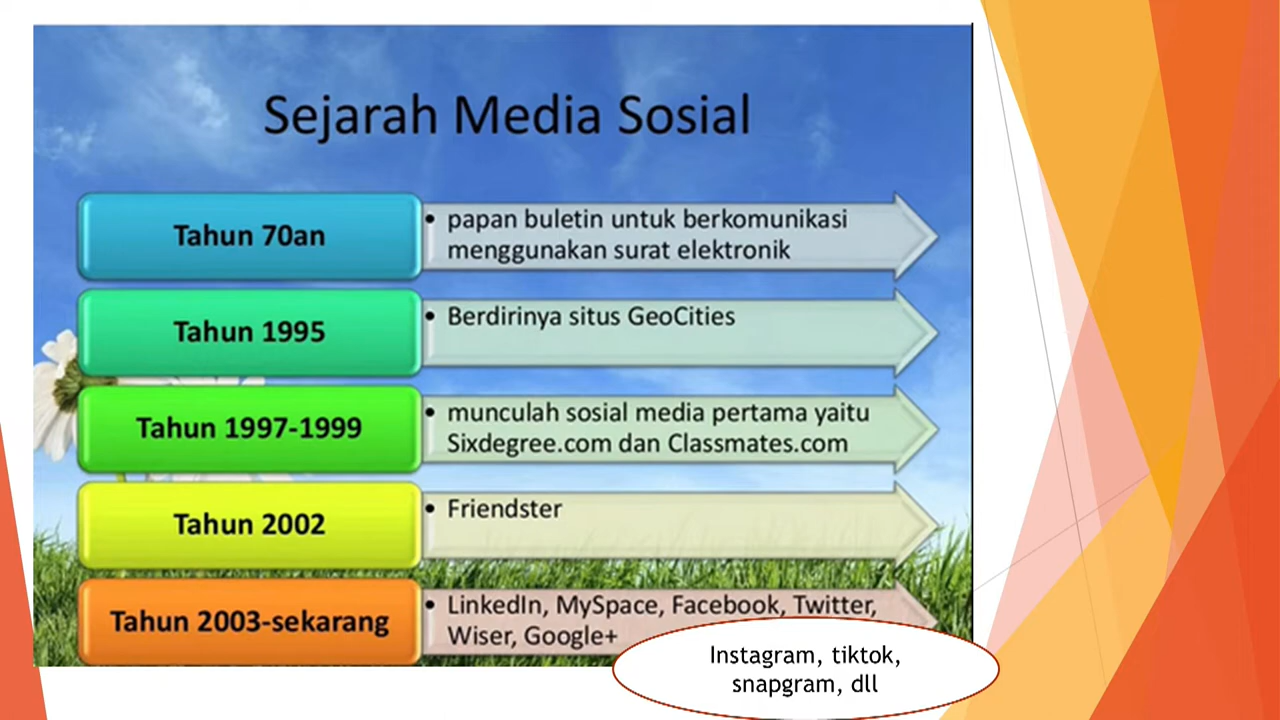 Sejarah Media Sosial
Tahun 70an
• papan buletin untuk berkomunikasi
menggunakan surat elektronik
Tahun 1995
• Berdirinya situs GeoCities
Tahun 1997-1999
• munculah sosial media pertama yaitu
Sixdegree.com dan Classmates.com
Tahun 2002
• Friendster
Tahun 2003-sekarang
• LinkedIn, MySpace, Facebook, Twitter,
Wiser, Google+
Instagram, tiktok,
snapgram, dll